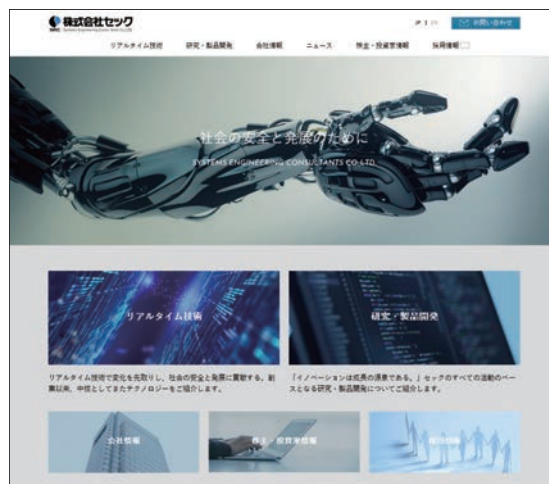 株式会社セック
Systems Engineering Consultants Co.,LTD.
JP | EN
お問い合わせ
リアルタイム技術 研究・製品開発 会社情報 ニュース 株主・投資家情報 採用情報
社会の安全と発展のために
SYSTEMS ENGINEERING CONSULTANTS CO.,LTD.
リアルタイム技術
研究・製品開発
リアルタイム技術で変化を先取りし、社会の安全と発展に貢献する。創
業以来、中核としてきたテクノロジーをご紹介します。
「イノベーションは成長の源泉である。」セックのすべての活動のベー
スとなる研究・製品開発についてご紹介します。
会社情報
株主・投資家情報
採用情報